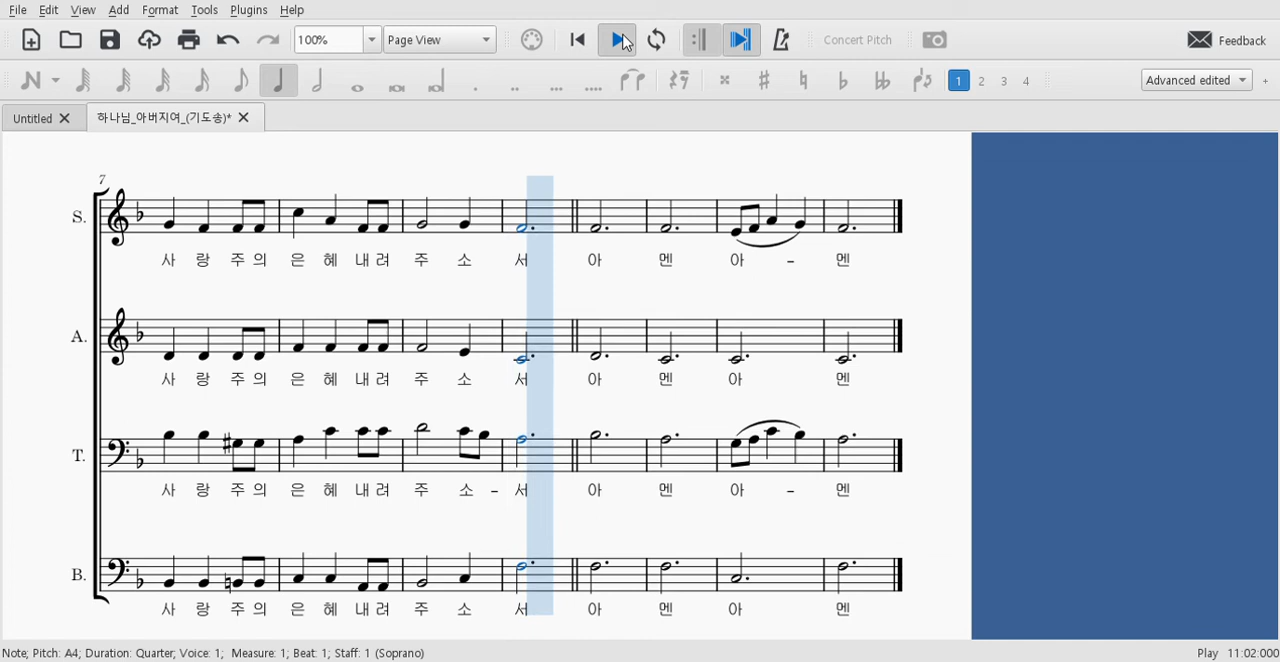 File Edit View Add Format Tools Plugins Help
100% Page View Concert Pitch Feedback
1 2 3 4 Advanced edited +
Untitled 하나님_아버지여_(기도송)*
7
S.
사 랑 주 의 은 혜 내 려 주 소 서 아 멘 아 - 멘
A.
사 랑 주 의 은 혜 내 려 주 소 서 아 멘 아 멘
T.
사 랑 주 의 은 혜 내 려 주 소 - 서 아 멘 아 - 멘
B.
사 랑 주 의 은 혜 내 려 주 소 서 아 멘 아 멘
Note; Pitch: A4; Duration: Quarter; Voice: 1; Measure: 1; Beat: 1; Staff: 1 (Soprano) Play 11:02:000